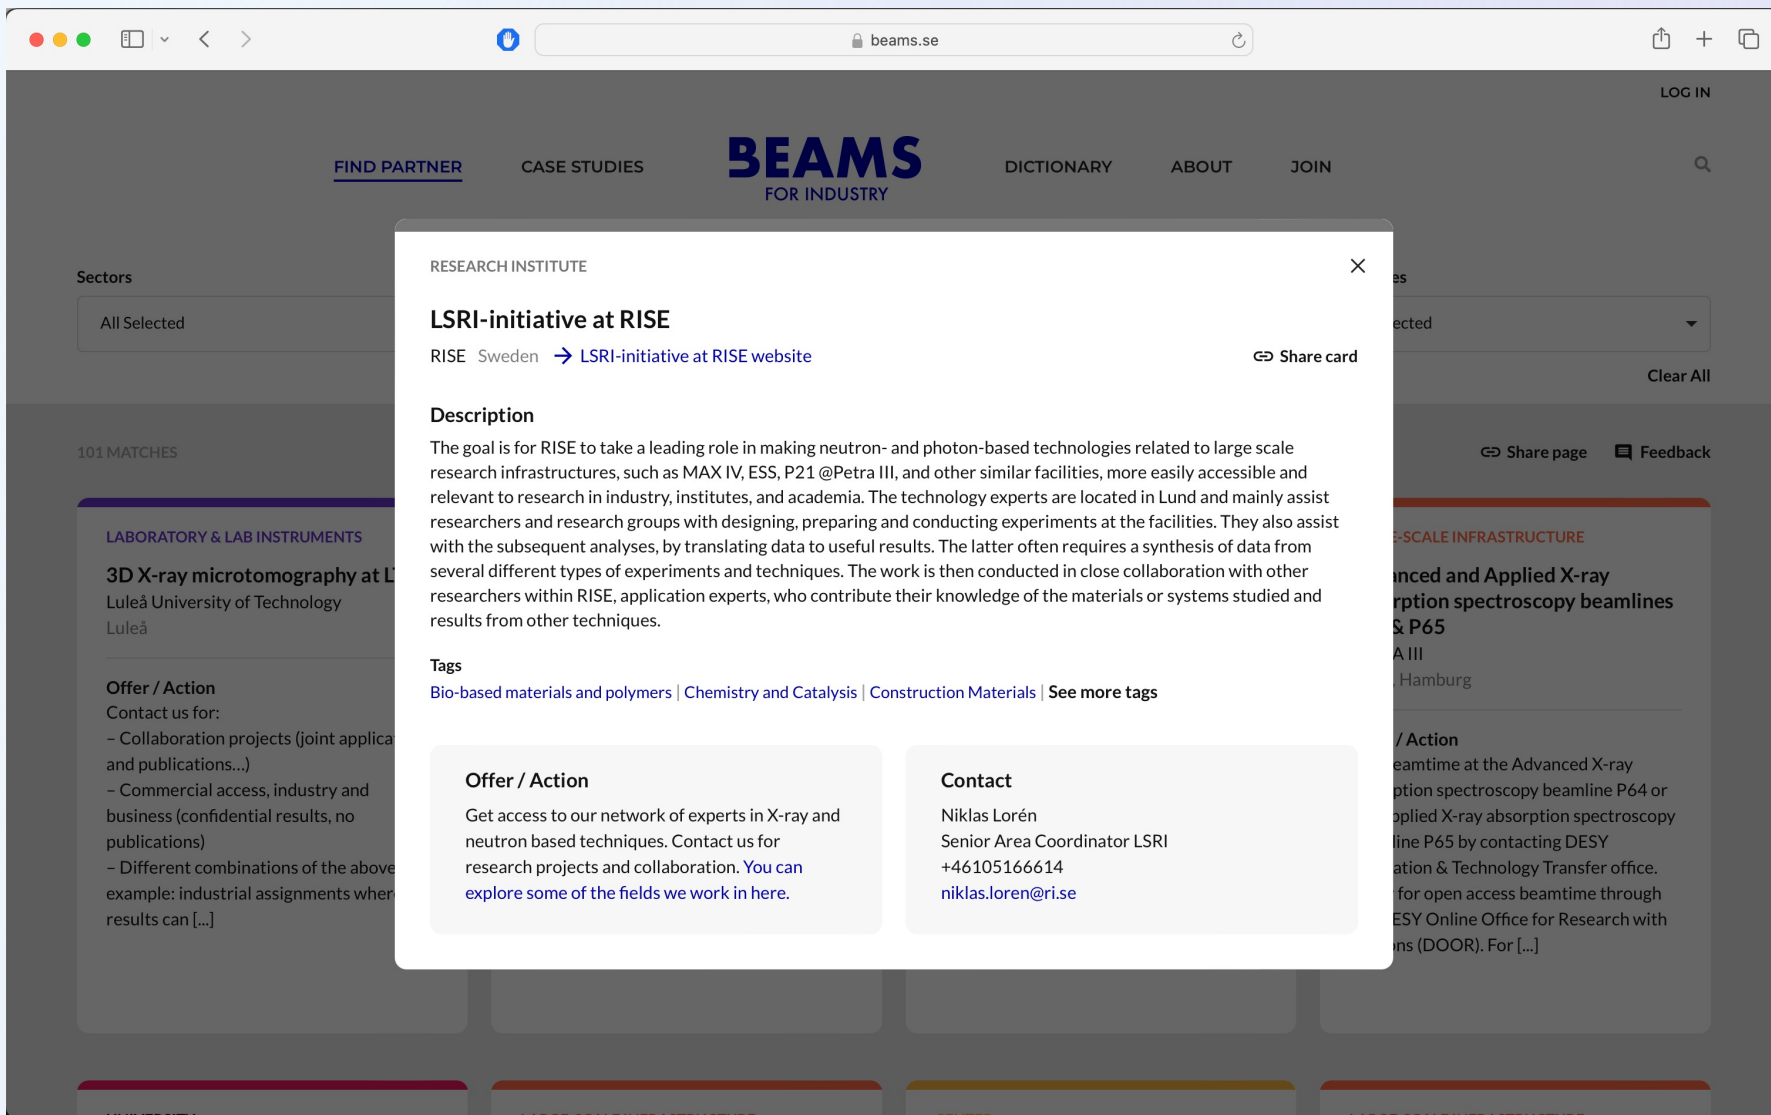 beams.se
LOG IN
FIND PARTNER
CASE STUDIES
BEAMS
FOR INDUSTRY
DICTIONARY
ABOUT
JOIN
Sectors
All Selected
Clear All
101 MATCHES
Share page
Feedback
RESEARCH INSTITUTE
LSRI-initiative at RISE
RISE Sweden → LSRI-initiative at RISE website
Share card
Description
The goal is for RISE to take a leading role in making neutron- and photon-based technologies related to large scale
research infrastructures, such as MAX IV, ESS, P21 @Petra III, and other similar facilities, more easily accessible and
relevant to research in industry, institutes, and academia. The technology experts are located in Lund and mainly assist
researchers and research groups with designing, preparing and conducting experiments at the facilities. They also assist
with the subsequent analyses, by translating data to useful results. The latter often requires a synthesis of data from
several different types of experiments and techniques. The work is then conducted in close collaboration with other
researchers within RISE, application experts, who contribute their knowledge of the materials or systems studied and
results from other techniques.
Tags
Bio-based materials and polymers | Chemistry and Catalysis | Construction Materials | See more tags
Offer / Action
Get access to our network of experts in X-ray and
neutron based techniques. Contact us for
research projects and collaboration. You can
explore some of the fields we work in here.
Contact
Niklas Lorén
Senior Area Coordinator LSRI
+46105166614
niklas.loren@ri.se
LABORATORY & LAB INSTRUMENTS
3D X-ray microtomography at
Luleå University of Technology
Luleå
Offer / Action
Contact us for:
– Collaboration projects (joint
and publications...)
– Commercial access, industry and
business (confidential results, no
publications)
– Different combinations of the above
example: industrial assignments
results can [...]
-SCALE INFRASTRUCTURE
and Applied X-ray
spectroscopy beamlines
& P65
III
Hamburg
/ Action
at the Advanced X-ray
spectroscopy beamline P64 or
X-ray absorption spectroscopy
P65 by contacting DESY
& Technology Transfer office.
for open access beamtime through
Online Office for Research with
(DOOR). For [...]